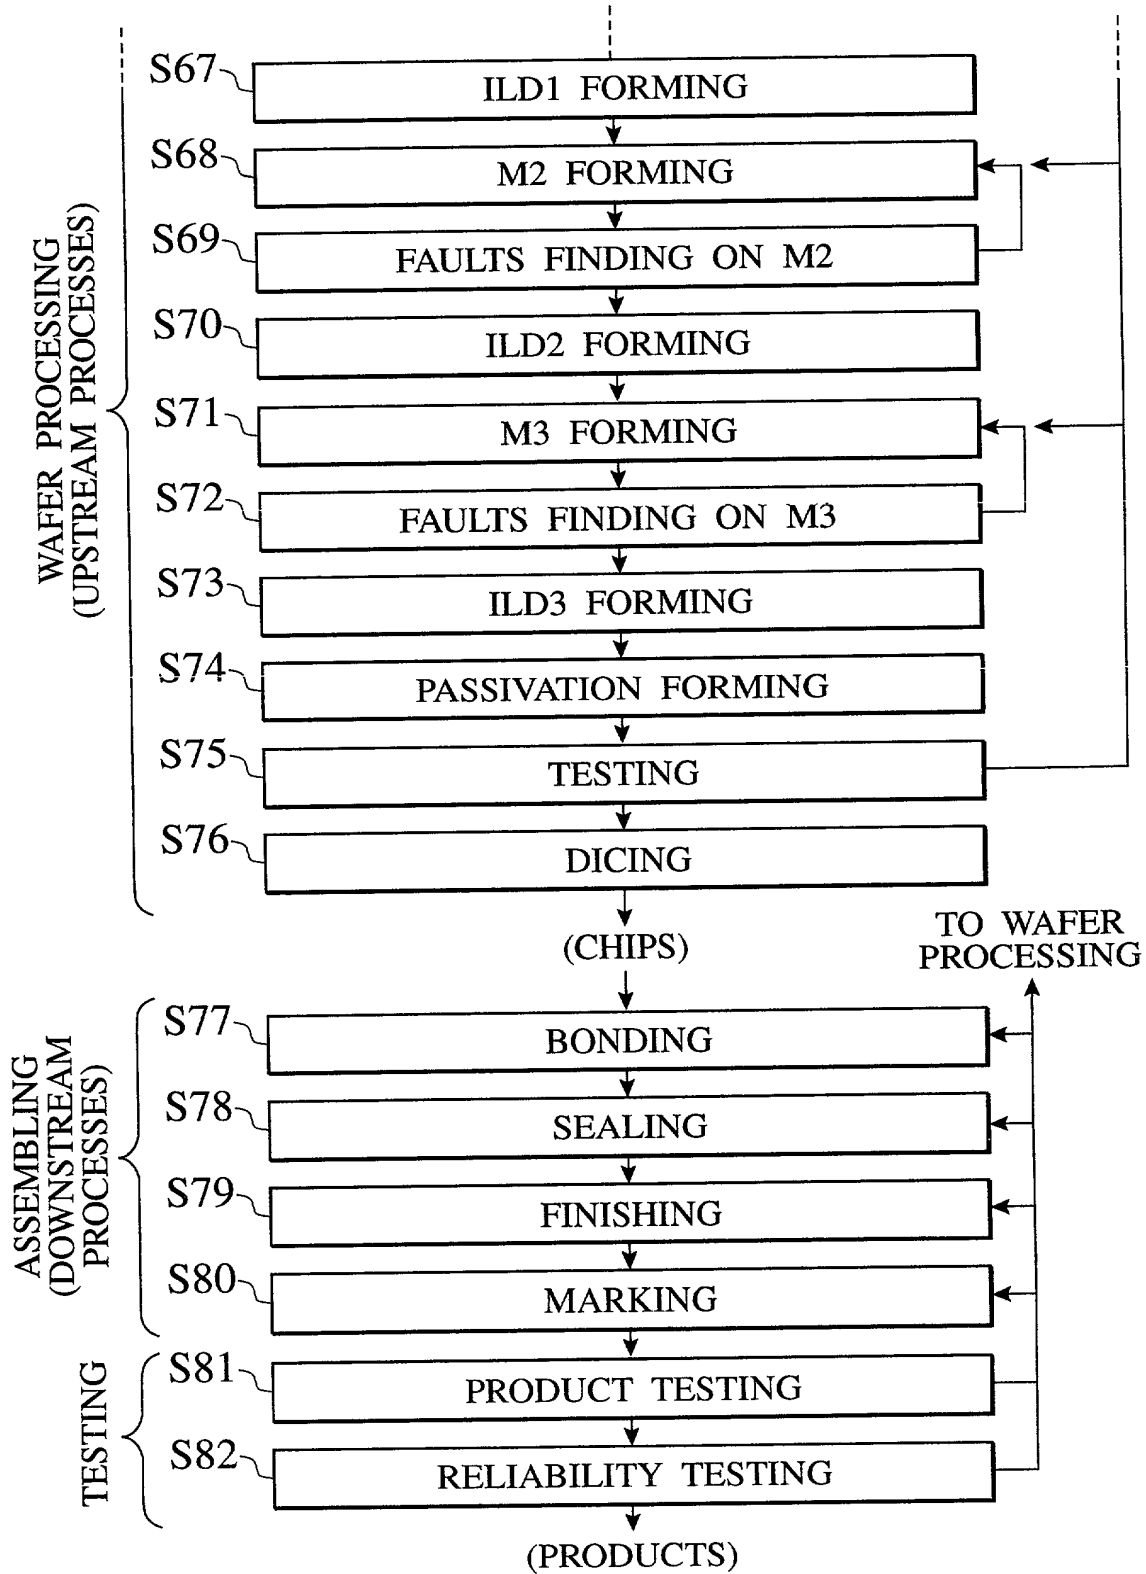 S67 ILD1 FORMING
S68 M2 FORMING
S69 FAULTS FINDING ON M2
S70 ILD2 FORMING
S71 M3 FORMING
S72 FAULTS FINDING ON M3
S73 ILD3 FORMING
S74 PASSIVATION FORMING
S75 TESTING
S76 DICING
WAFER PROCESSING
(UPSTREAM PROCESSES)
(CHIPS)
TO WAFER
PROCESSING
S77 BONDING
S78 SEALING
S79 FINISHING
S80 MARKING
ASSEMBLING
(DOWNSTREAM
PROCESSES)
S81 PRODUCT TESTING
S82 RELIABILITY TESTING
TESTING
(PRODUCTS)